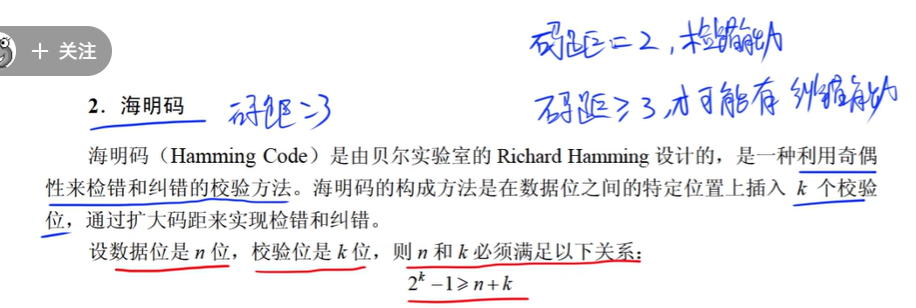 码距=2,检错能力
+ 关注
2．海明码 码距=3
码距≥3,才可能有纠错能力
海明码（Hamming Code）是由贝尔实验室的 Richard Hamming 设计的，是一种利用奇偶
性来检错和纠错的校验方法。海明码的构成方法是在数据位之间的特定位置上插入 k 个校验
位，通过扩大码距来实现检错和纠错。
设数据位是 n 位，校验位是 k 位，则 n 和 k 必须满足以下关系：
2^k −1≥n+k